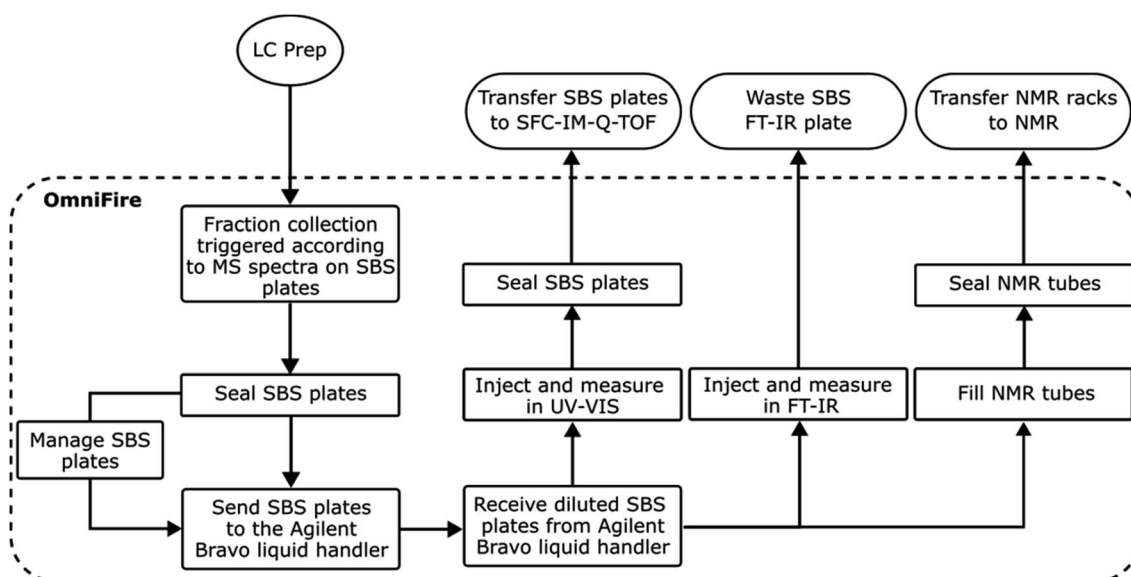 LC Prep
Transfer SBS plates
to SFC-IM-Q-TOF
Waste SBS
FT-IR plate
Transfer NMR racks
to NMR
OmniFire
Fraction collection
triggered according
to MS spectra on SBS
plates
Seal SBS plates
Seal NMR tubes
Seal SBS plates
Inject and measure
in UV-VIS
Inject and measure
in FT-IR
Fill NMR tubes
Manage SBS
plates
Send SBS plates
to the Agilent
Bravo liquid handler
Receive diluted SBS
plates from Agilent
Bravo liquid handler